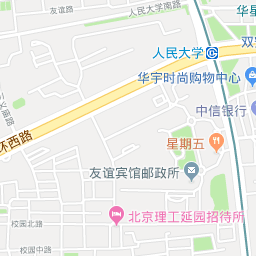 友谊路
人民大学南路
华星
人民大学
双
华宇时尚购物中心
中信银行
环西路
星期五
友谊宾馆邮政所
北京理工延园招待所
校园北路
校园中路